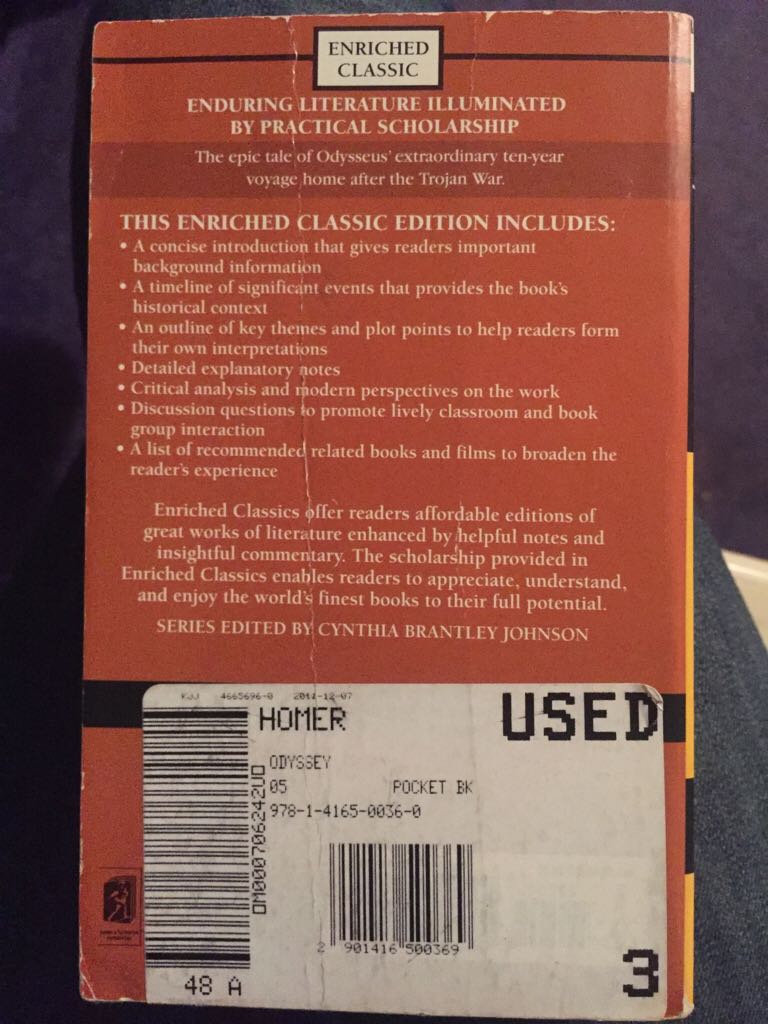 ENRICHED
CLASSIC
ENDURING LITERATURE ILLUMINATED
BY PRACTICAL SCHOLARSHIP
The epic tale of Odysseus' extraordinary ten-year
voyage home after the Trojan War.
THIS ENRICHED CLASSIC EDITION INCLUDES:
• A concise introduction that gives readers important
background information
• A timeline of significant events that provides the book's
historical context
• An outline of key themes and plot points to help readers form
their own interpretations
• Detailed explanatory notes
• Critical analysis and modern perspectives on the work
• Discussion questions to promote lively classroom and book
group interaction
• A list of recommended related books and films to broaden the
reader's experience
Enriched Classics offer readers affordable editions of
great works of literature enhanced by helpful notes and
insightful commentary. The scholarship provided in
Enriched Classics enables readers to appreciate, understand,
and enjoy the world's finest books to their full potential.
SERIES EDITED BY CYNTHIA BRANTLEY JOHNSON
4665696-0 2011-12-07
HOMER
USED
ODYSSEY
05 POCKET BK
978-1-4165-0036-0
0M000706242U0
2 901416 500369
48 A
3